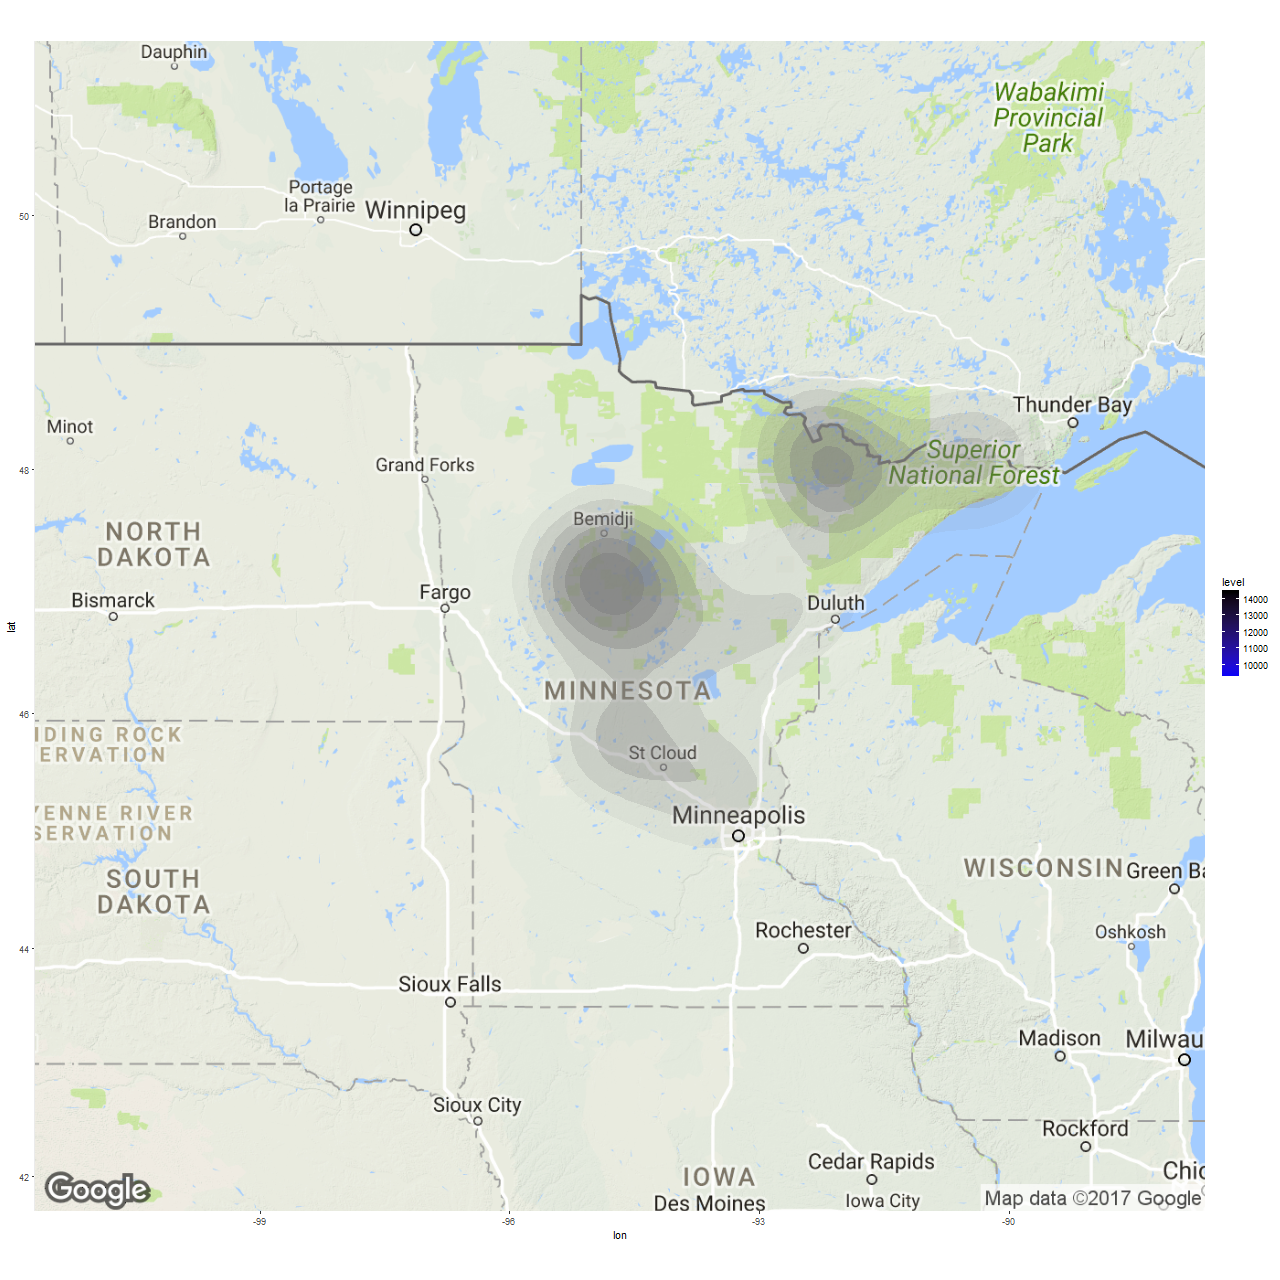 Dauphin
Wabakimi
Provincial
Park
Portage
la Prairie
Winnipeg
Brandon
50
Thunder Bay
Minot
Superior
National Forest
Grand Forks
48
Bemidji
NORTH
DAKOTA
level
14000
13000
12000
11000
10000
Fargo
Bismarck
Duluth
lat
MINNESOTA
46
IDING ROCK
ERVATION
St Cloud
YENNE RIVER
SERVATION
Minneapolis
WISCONSIN
Green Ba
SOUTH
DAKOTA
Rochester
Oshkosh
44
Sioux Falls
Madison
Milwau
Sioux City
Rockford
Cedar Rapids
Chic
42
IOWA
Des Moines
Iowa City
Google
Map data ©2017 Google
-99
-96
-93
-90
lon